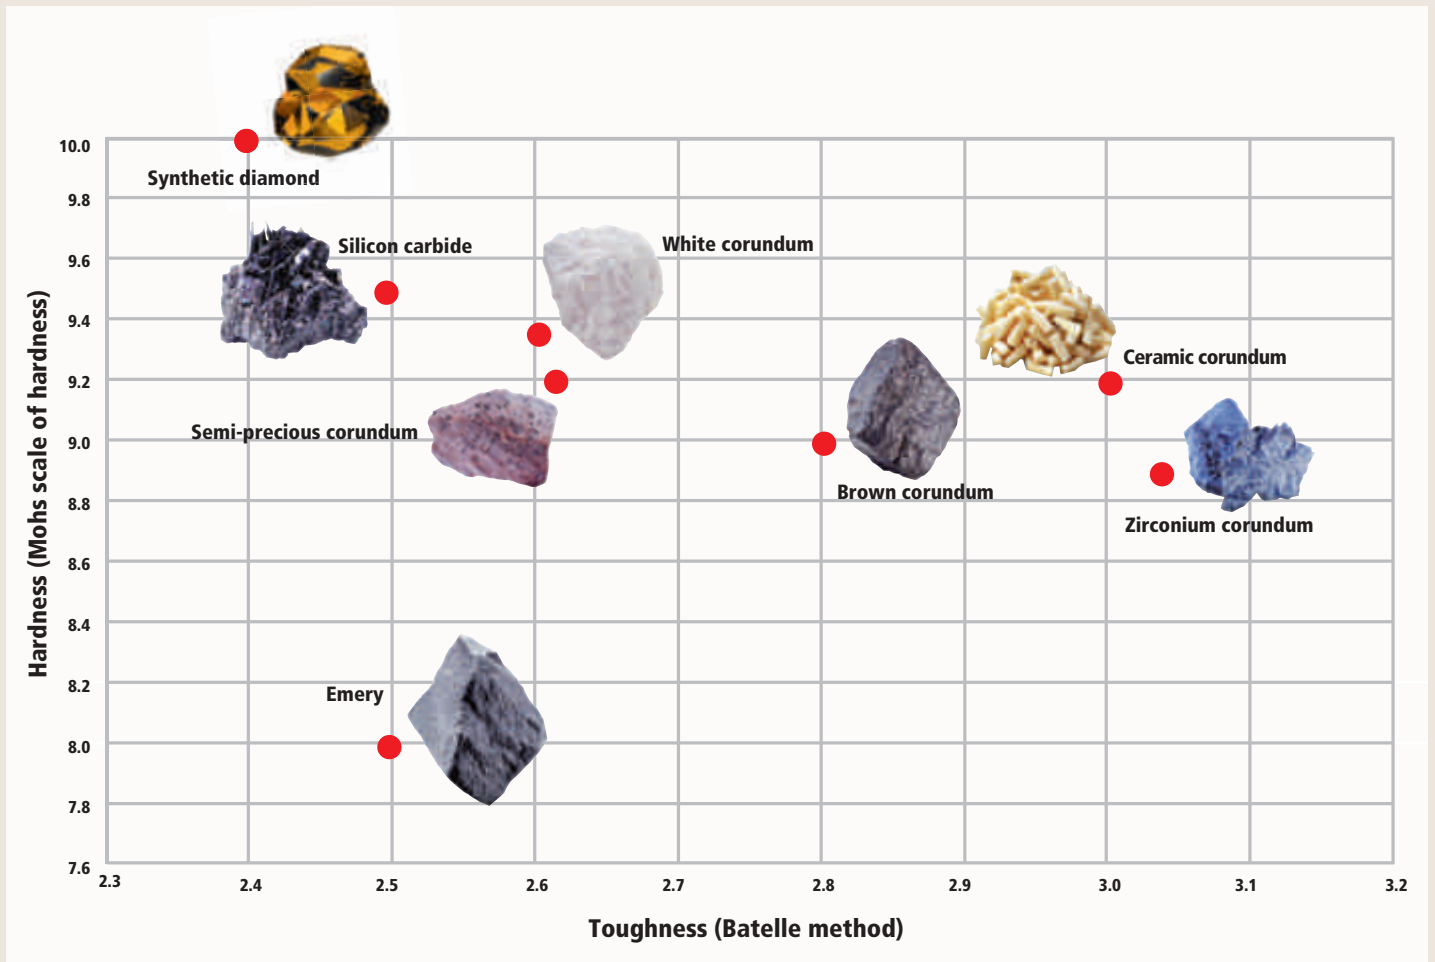 10.0
Synthetic diamond
9.8
Silicon carbide
White corundum
9.6
9.4
Ceramic corundum
9.2
Semi-precious corundum
9.0
Brown corundum
8.8
Zirconium corundum
8.6
8.4
8.2
Emery
8.0
7.8
7.6
Hardness (Mohs scale of hardness)
2.3
2.4
2.5
2.6
2.7
2.8
2.9
3.0
3.1
3.2
Toughness (Batelle method)